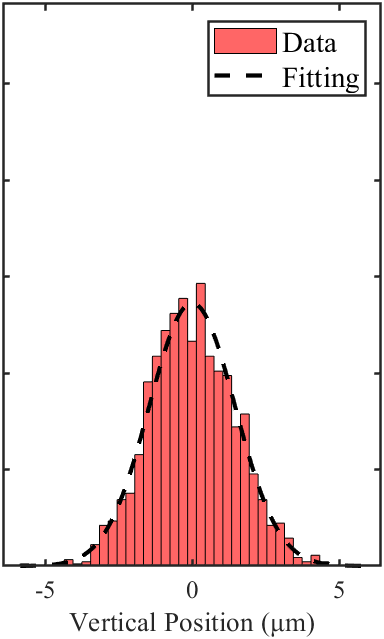 Data
Fitting
-5 0 5
Vertical Position (μm)